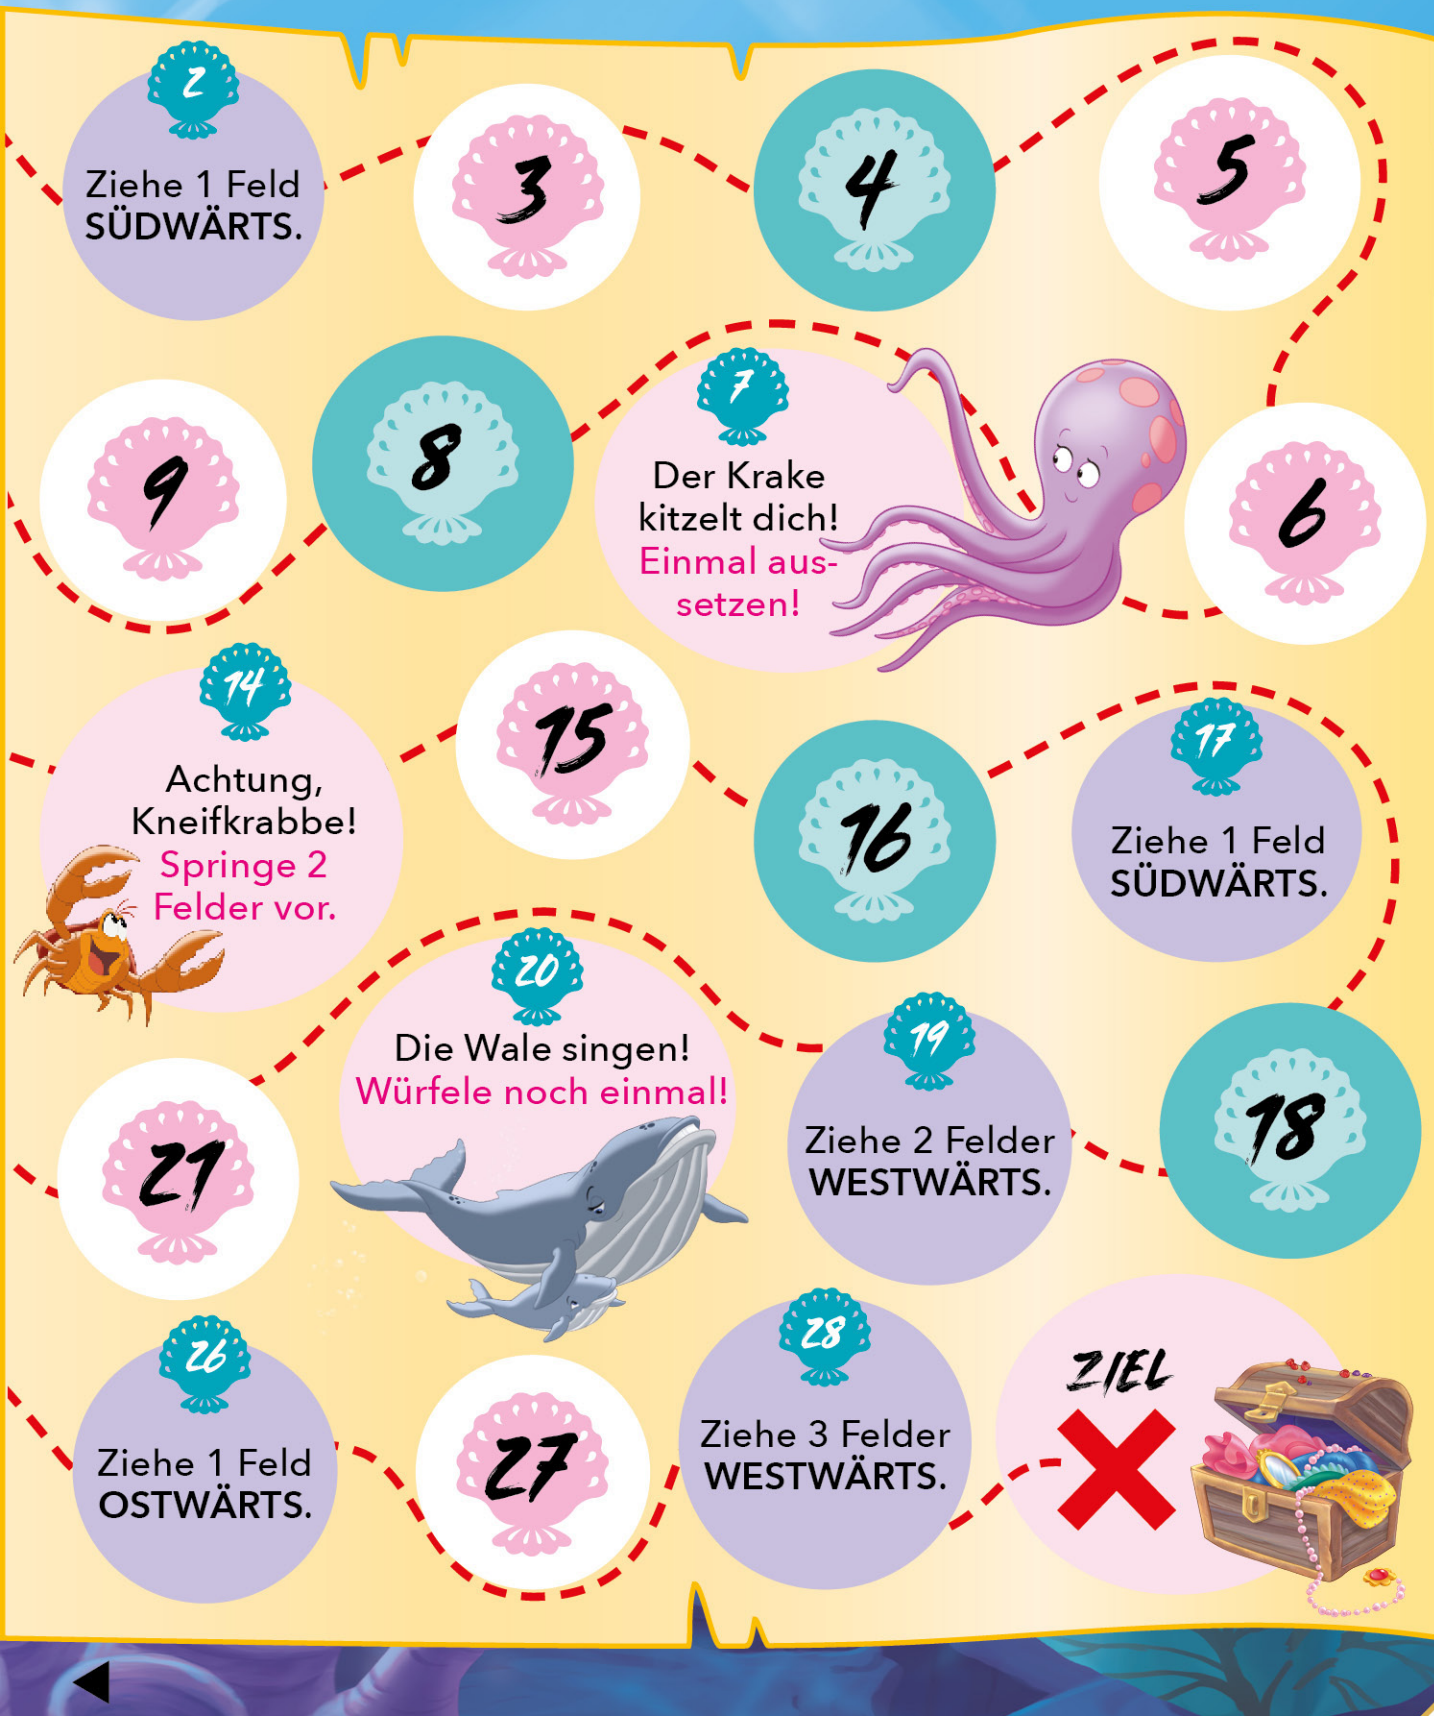 2
Ziehe 1 Feld
SÜDWÄRTS.
3
4
5
9
8
7
Der Krake
kitzelt dich!
Einmal aus-
setzen!
6
14
Achtung,
Kneifkrabbe!
Springe 2
Felder vor.
15
16
17
Ziehe 1 Feld
SÜDWÄRTS.
21
20
Die Wale singen!
Würfele noch einmal!
19
Ziehe 2 Felder
WESTWÄRTS.
18
26
Ziehe 1 Feld
OSTWÄRTS.
27
28
Ziehe 3 Felder
WESTWÄRTS.
ZIEL